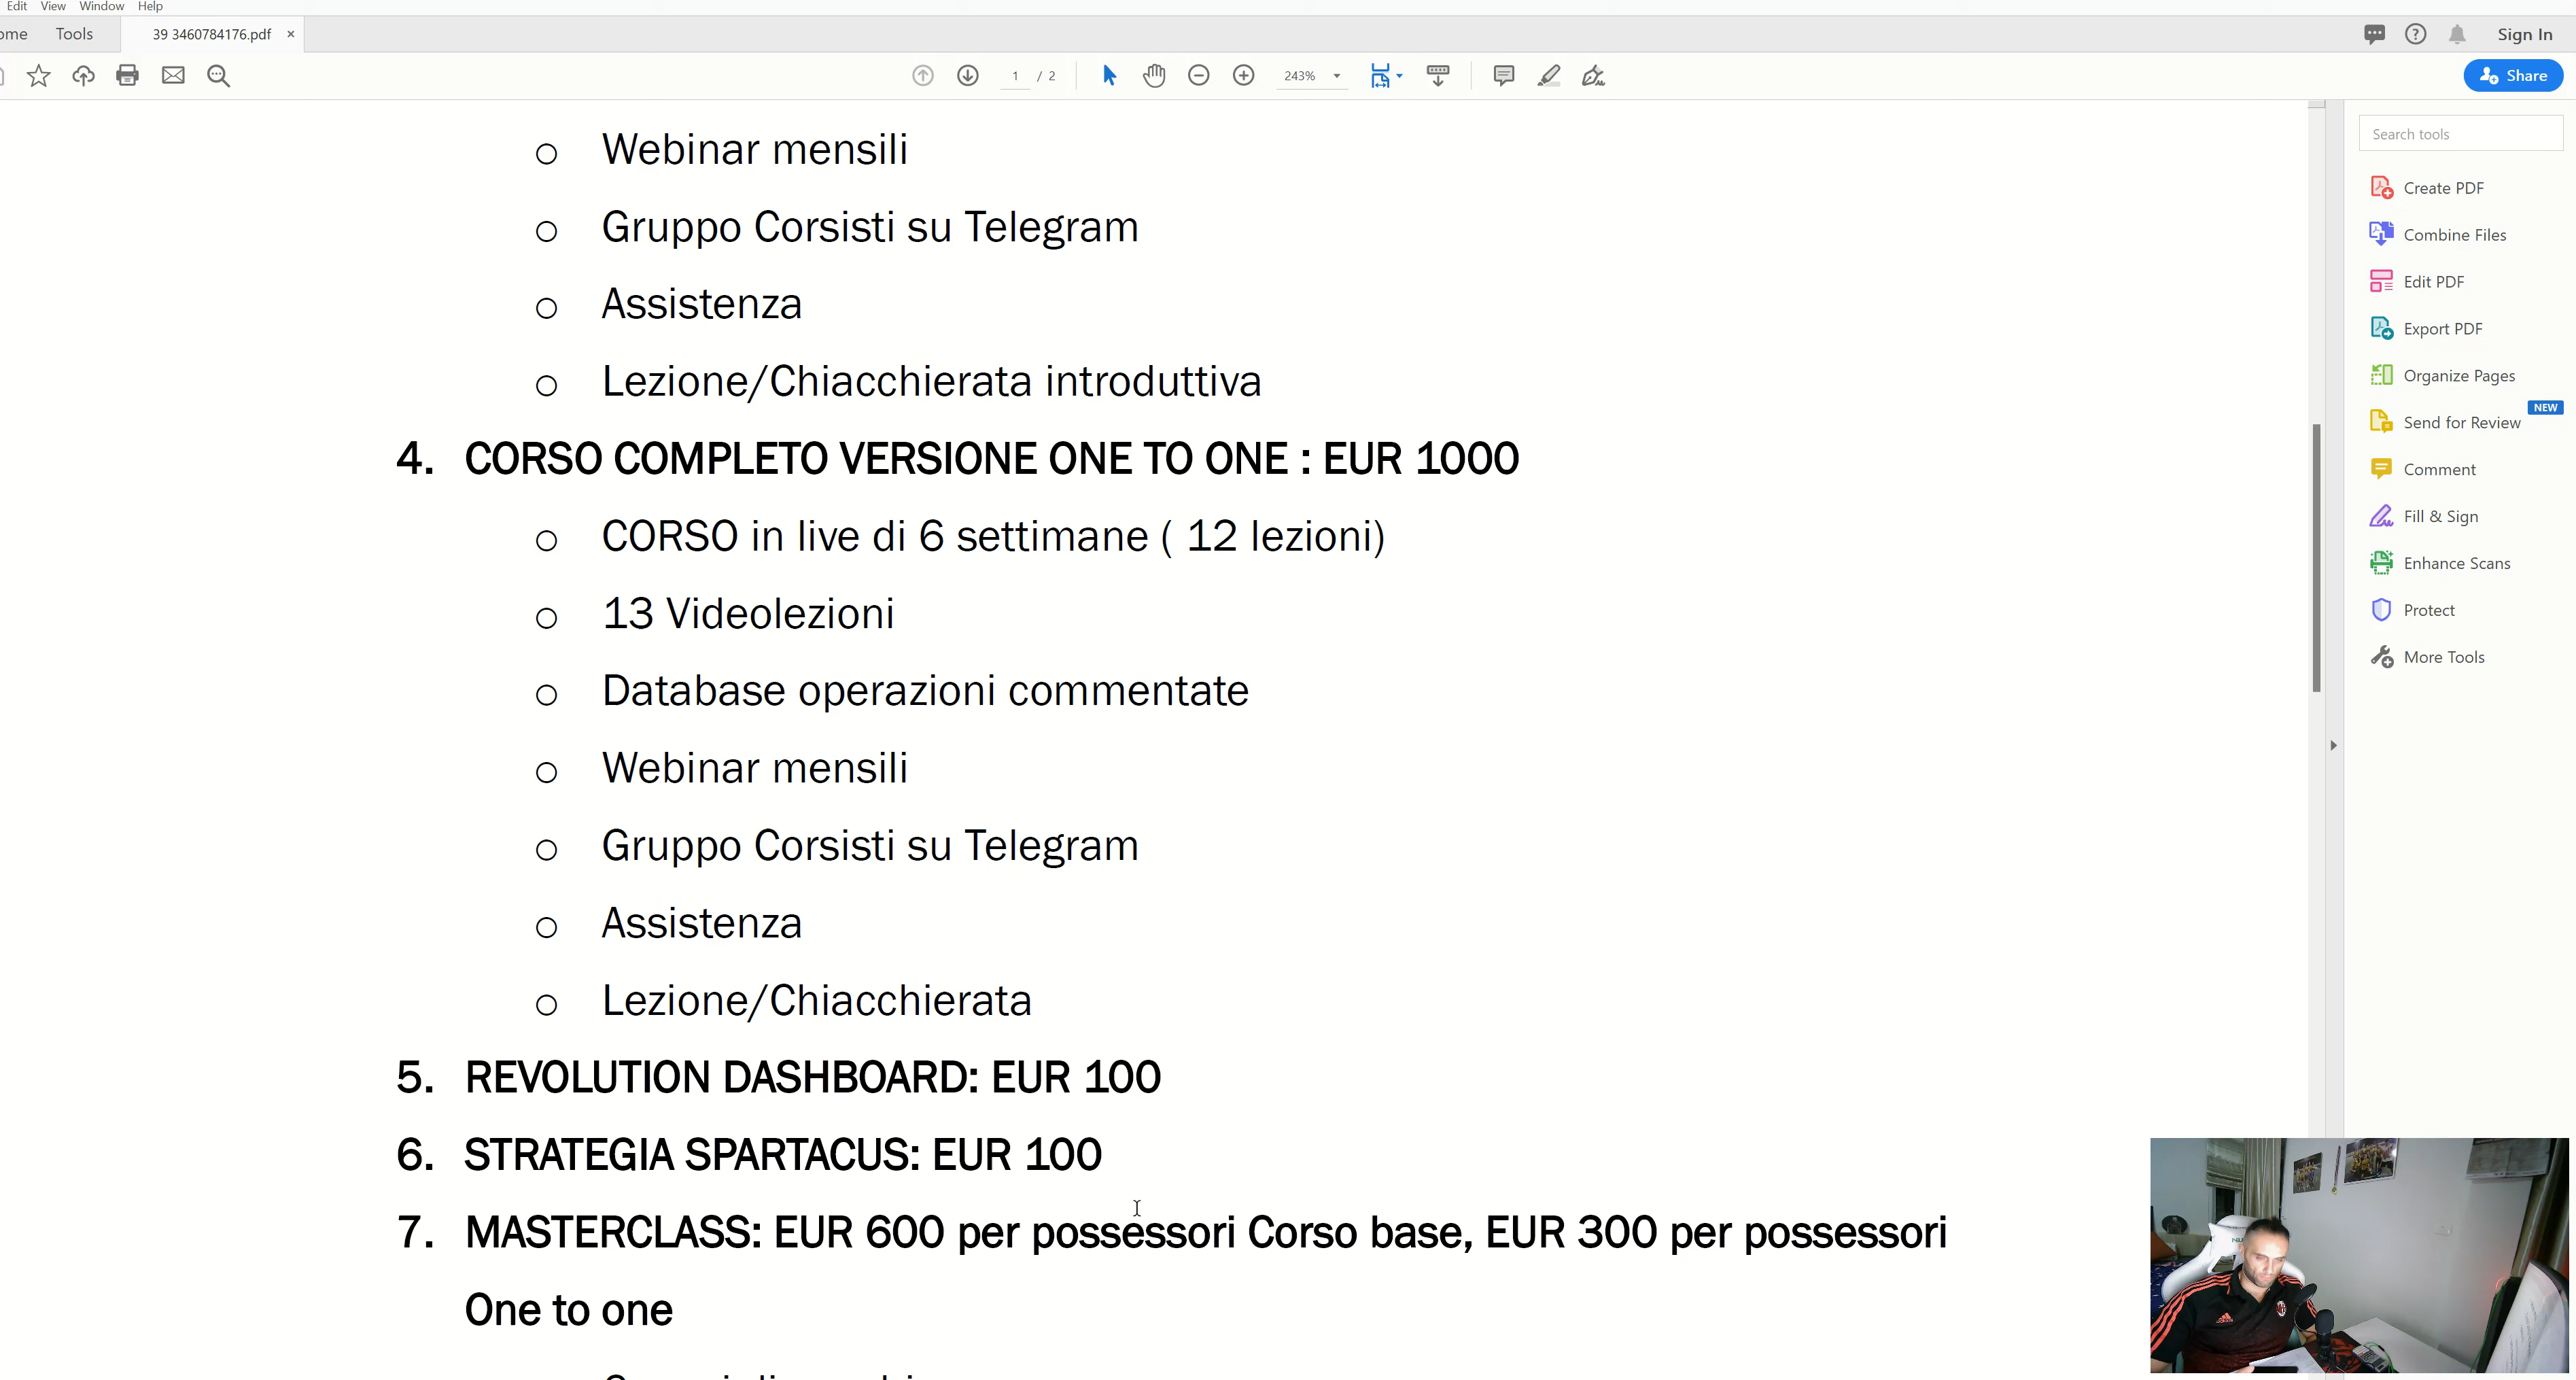 Edit View Window Help
ome Tools 39 3460784176.pdf × Sign In
1 / 2 243% Share
Search tools
Create PDF
Combine Files
Edit PDF
Export PDF
Organize Pages
NEW
Send for Review
Comment
Fill & Sign
Enhance Scans
Protect
More Tools
○ Webinar mensili
○ Gruppo Corsisti su Telegram
○ Assistenza
○ Lezione/Chiacchierata introduttiva
4. CORSO COMPLETO VERSIONE ONE TO ONE : EUR 1000
○ CORSO in live di 6 settimane ( 12 lezioni)
○ 13 Videolezioni
○ Database operazioni commentate
○ Webinar mensili
○ Gruppo Corsisti su Telegram
○ Assistenza
○ Lezione/Chiacchierata
5. REVOLUTION DASHBOARD: EUR 100
6. STRATEGIA SPARTACUS: EUR 100
7. MASTERCLASS: EUR 600 per possessori Corso base, EUR 300 per possessori
One to one